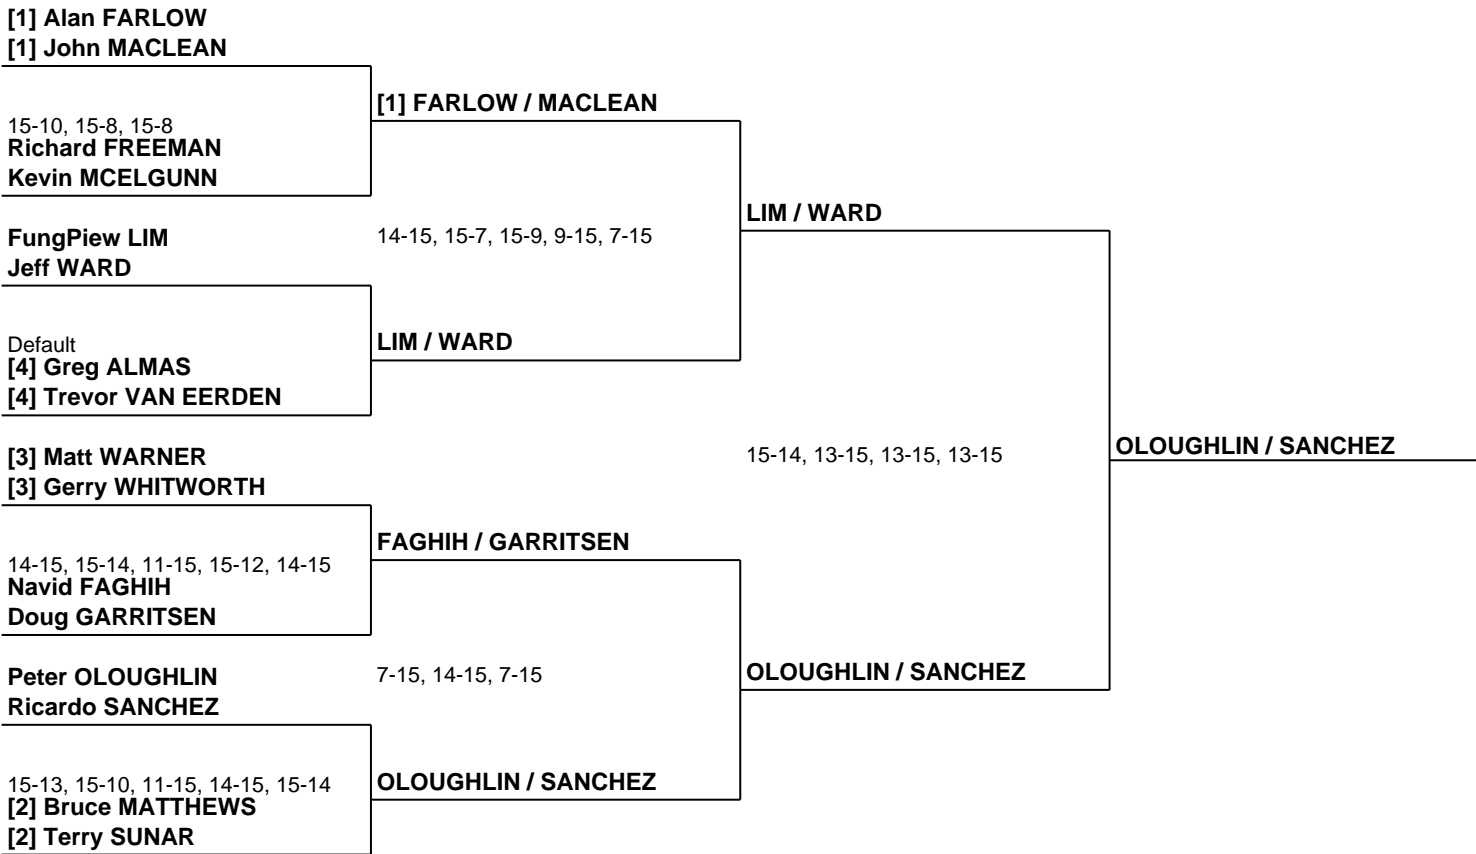 [1] Alan FARLOW
[1] John MACLEAN
[1] FARLOW / MACLEAN
15-10, 15-8, 15-8
Richard FREEMAN
Kevin MCELGUNN
LIM / WARD
FungPiew LIM
14-15, 15-7, 15-9, 9-15, 7-15
Jeff WARD
Default
LIM / WARD
[4] Greg ALMAS
[4] Trevor VAN EERDEN
OLOUGHLIN / SANCHEZ
[3] Matt WARNER
15-14, 13-15, 13-15, 13-15
[3] Gerry WHITWORTH
FAGHIH / GARRITSEN
14-15, 15-14, 11-15, 15-12, 14-15
Navid FAGHIH
Doug GARRITSEN
Peter OLOUGHLIN
7-15, 14-15, 7-15
OLOUGHLIN / SANCHEZ
Ricardo SANCHEZ
15-13, 15-10, 11-15, 14-15, 15-14
OLOUGHLIN / SANCHEZ
[2] Bruce MATTHEWS
[2] Terry SUNAR